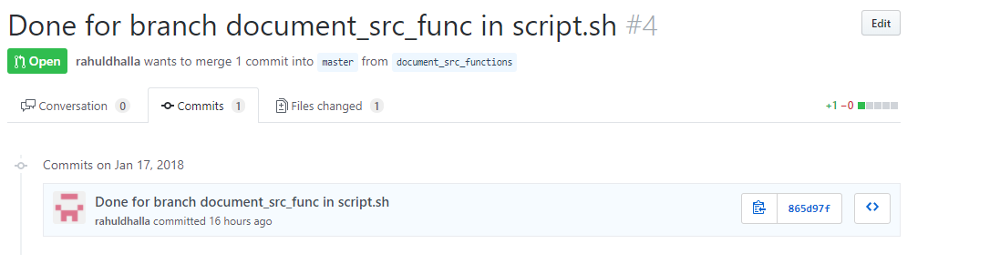 Done for branch document_src_func in script.sh #4
Edit
Open rahuldhalla wants to merge 1 commit into master from document_src_functions
Conversation 0 Commits 1 Files changed 1 +1 −0
Commits on Jan 17, 2018
Done for branch document_src_func in script.sh
rahuldhalla committed 16 hours ago
865d97f